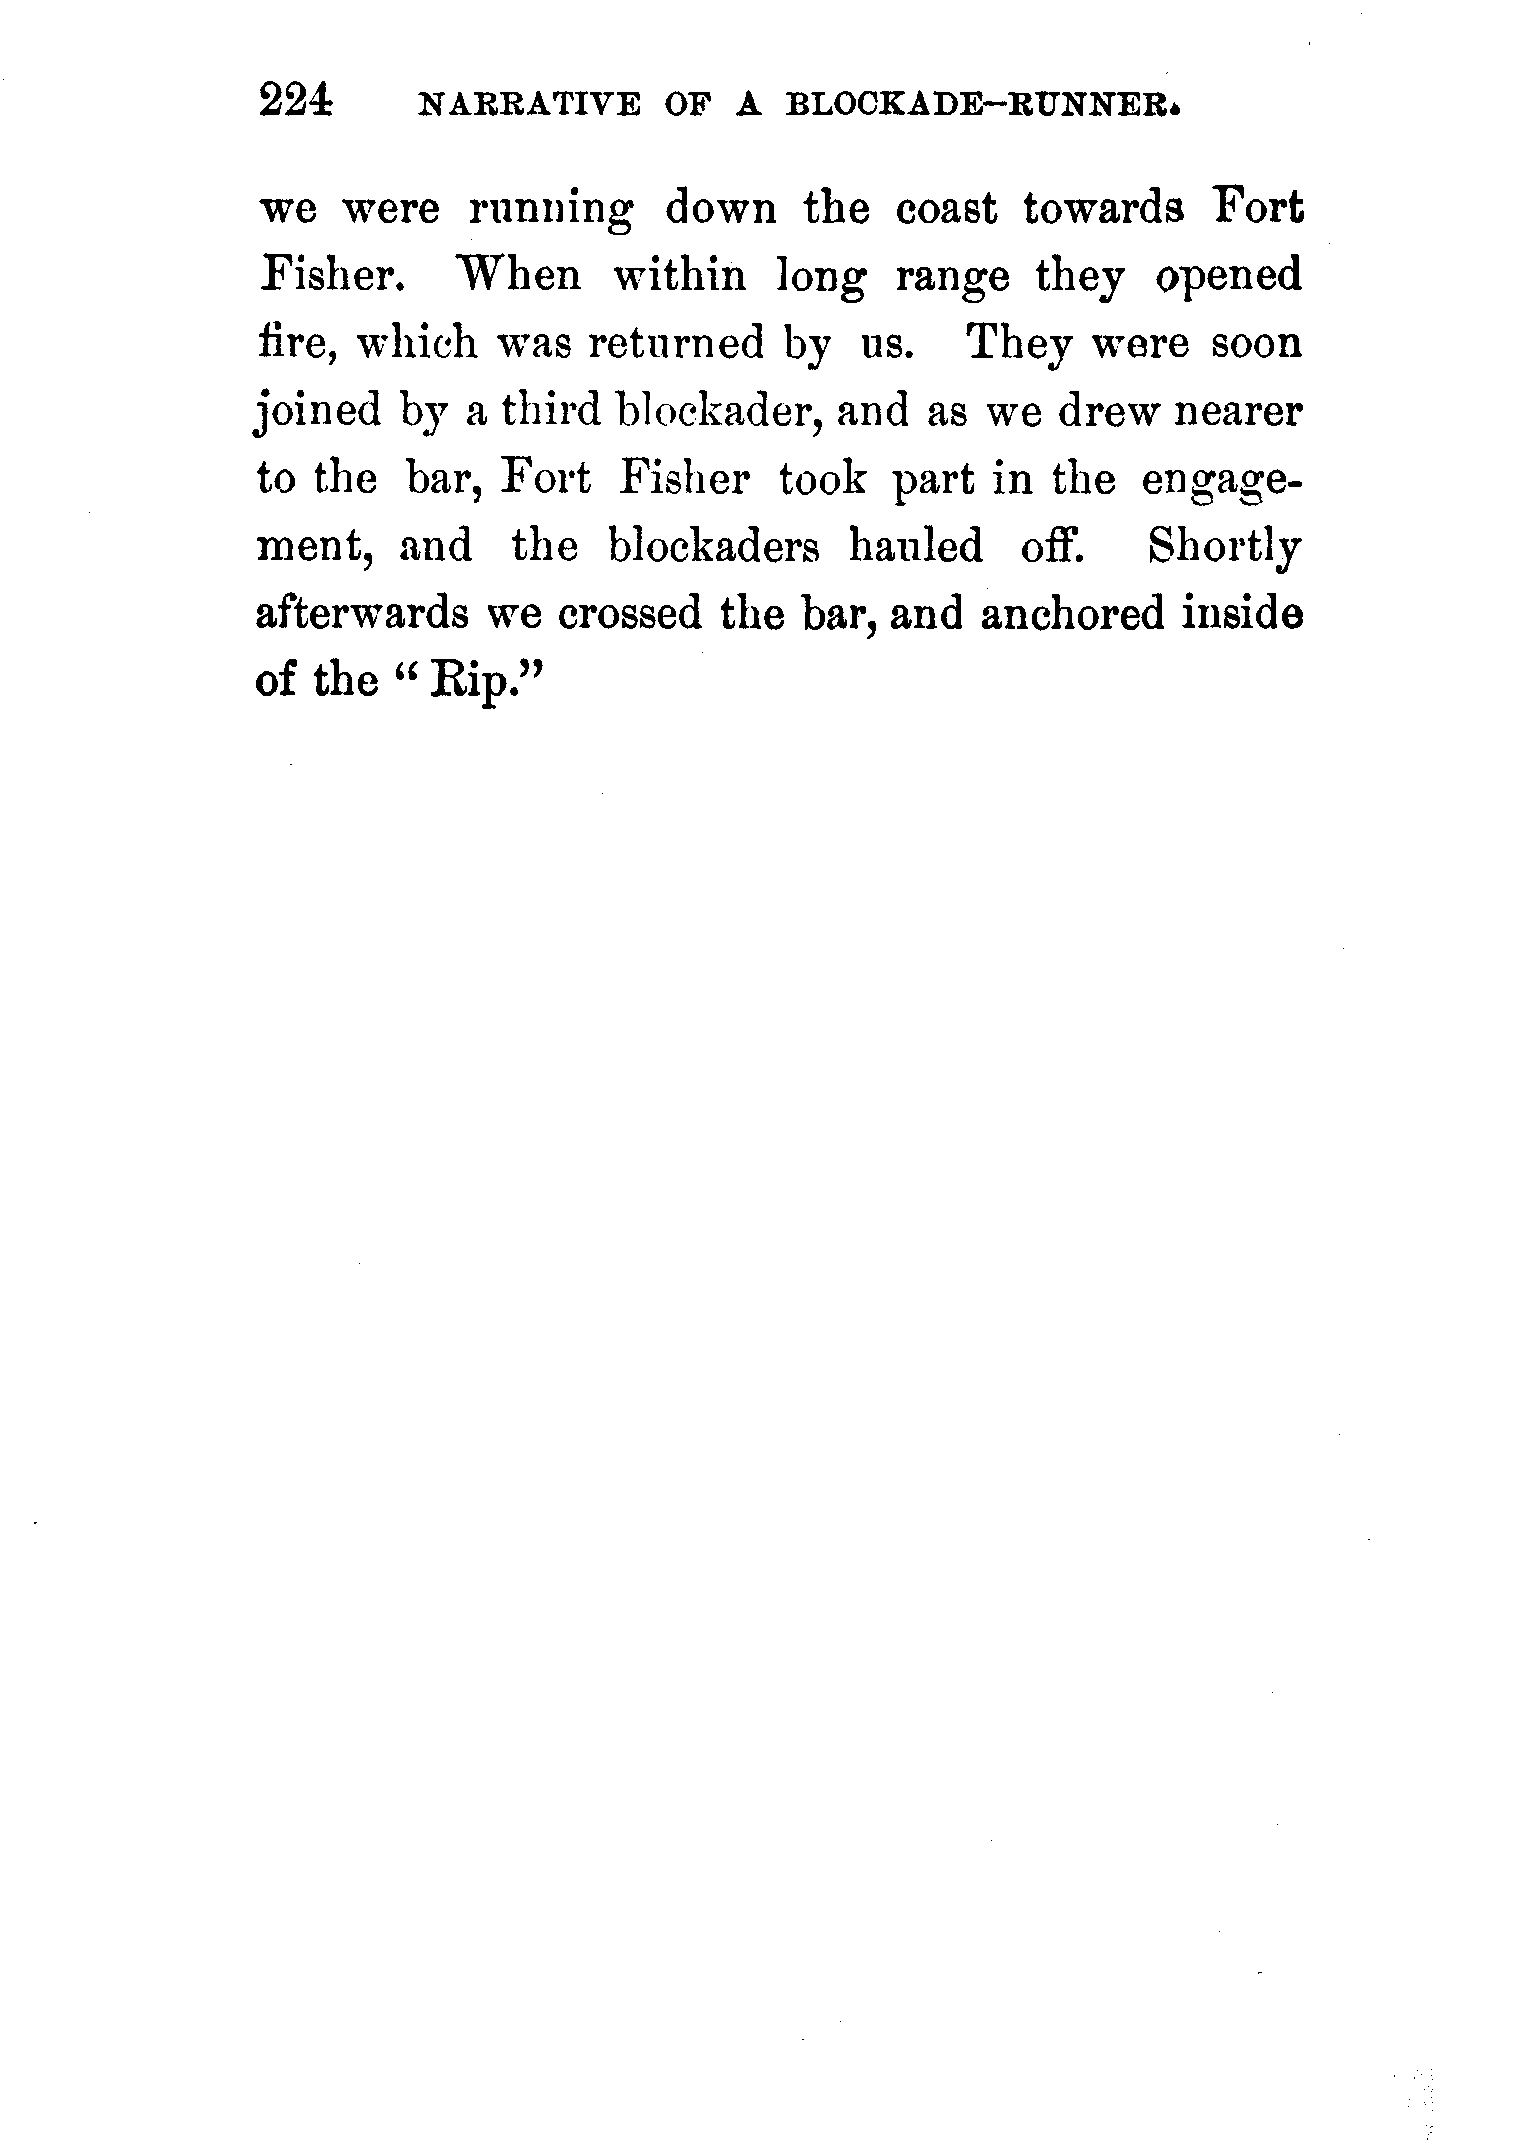 224 NARRATIVE OF A BLOCKADE-RUNNER.
we were running down the coast towards Fort
Fisher. When within long range they opened
fire, which was returned by us. They were soon
joined by a third blockader, and as we drew nearer
to the bar, Fort Fisher took part in the engage-
ment, and the blockaders hauled off. Shortly
afterwards we crossed the bar, and anchored inside
of the “Rip.”